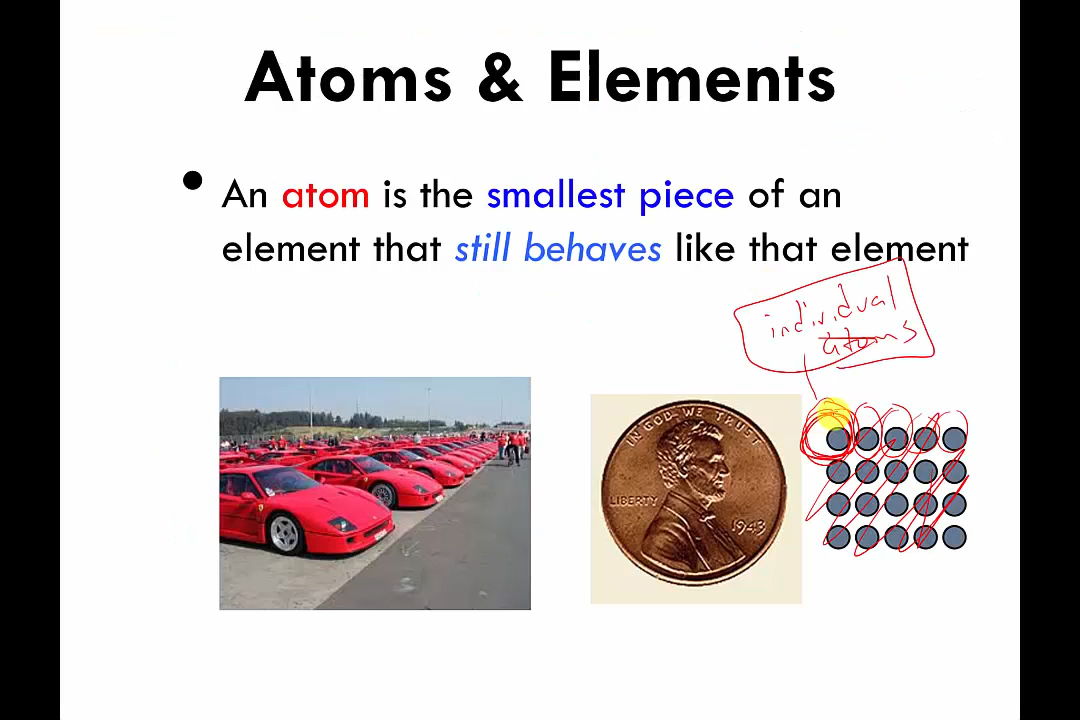 Atoms & Elements
• An atom is the smallest piece of an
element that still behaves like that element
individual
atoms
IN GOD WE TRUST
LIBERTY
1943